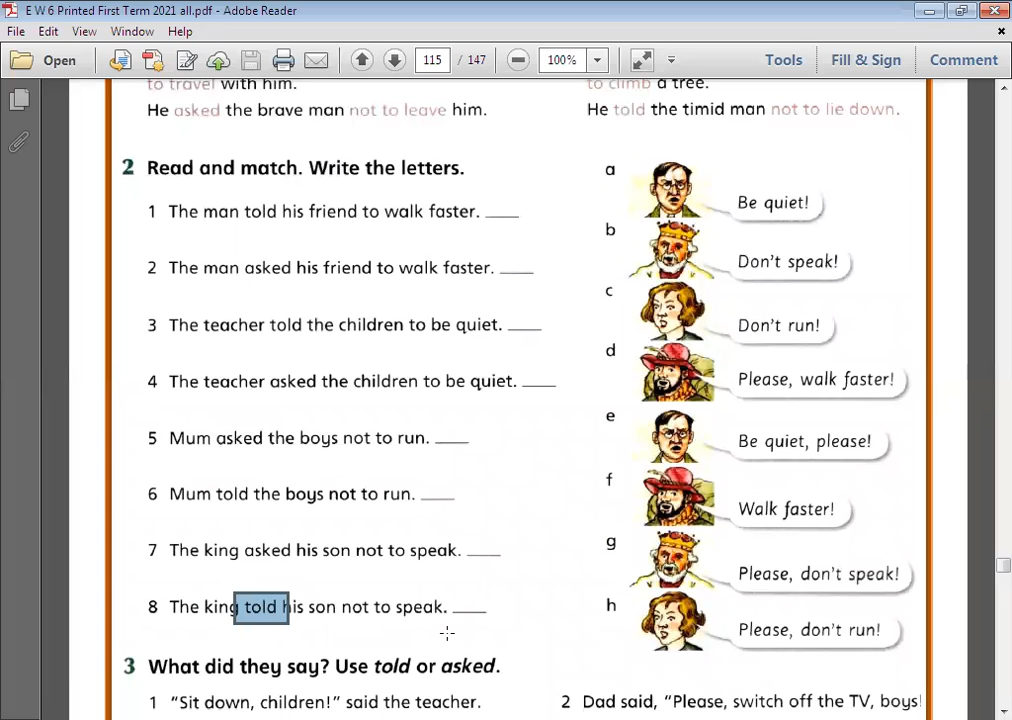 E W 6 Printed First Term 2021 all.pdf - Adobe Reader
File Edit View Window Help
Open 115 / 147 100% Tools Fill & Sign Comment
to travel with him.
He asked the brave man not to leave him.
to climb a tree.
He told the timid man not to lie down.
2 Read and match. Write the letters.
1 The man told his friend to walk faster. ____
2 The man asked his friend to walk faster. ____
3 The teacher told the children to be quiet. ____
4 The teacher asked the children to be quiet. ____
5 Mum asked the boys not to run. ____
6 Mum told the boys not to run. ____
7 The king asked his son not to speak. ____
8 The king told his son not to speak. ____
a Be quiet!
b Don't speak!
c Don't run!
d Please, walk faster!
e Be quiet, please!
f Walk faster!
g Please, don't speak!
h Please, don't run!
3 What did they say? Use told or asked.
1 "Sit down, children!" said the teacher.
2 Dad said, "Please, switch off the TV, boys!